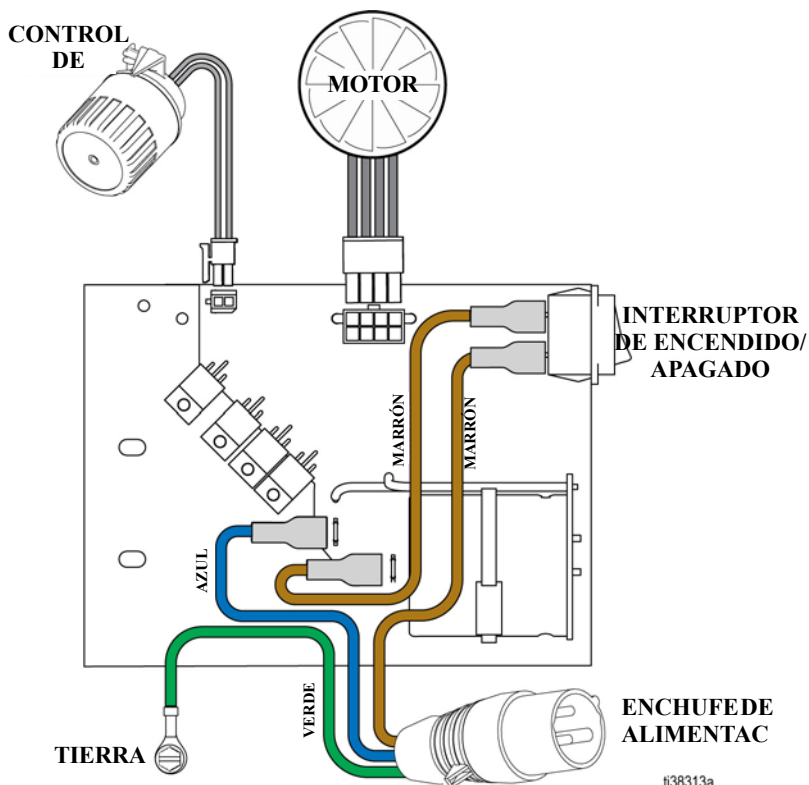 CONTROL
DE
MOTOR
INTERRUPTOR
DE ENCENDIDO/
APAGADO
MARRÓN
MARRÓN
AZUL
VERDE
TIERRA
ENCHUFE DE
ALIMENTAC
ti38313a